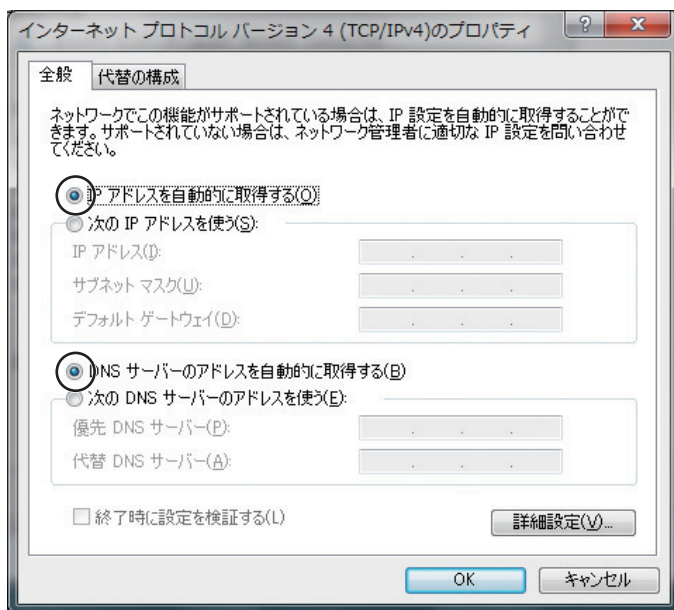 インターネット プロトコル バージョン 4 (TCP/IPv4)のプロパティ
全般 代替の構成
ネットワークでこの機能がサポートされている場合は、IP 設定を自動的に取得することがで
きます。サポートされていない場合は、ネットワーク管理者に適切な IP 設定を問い合わせ
てください。
IP アドレスを自動的に取得する(O)
次の IP アドレスを使う(S):
IP アドレス(I):
サブネット マスク(U):
デフォルト ゲートウェイ(D):
DNS サーバーのアドレスを自動的に取得する(B)
次の DNS サーバーのアドレスを使う(E):
優先 DNS サーバー(P):
代替 DNS サーバー(A):
終了時に設定を検証する(L)
詳細設定(V)...
OK キャンセル